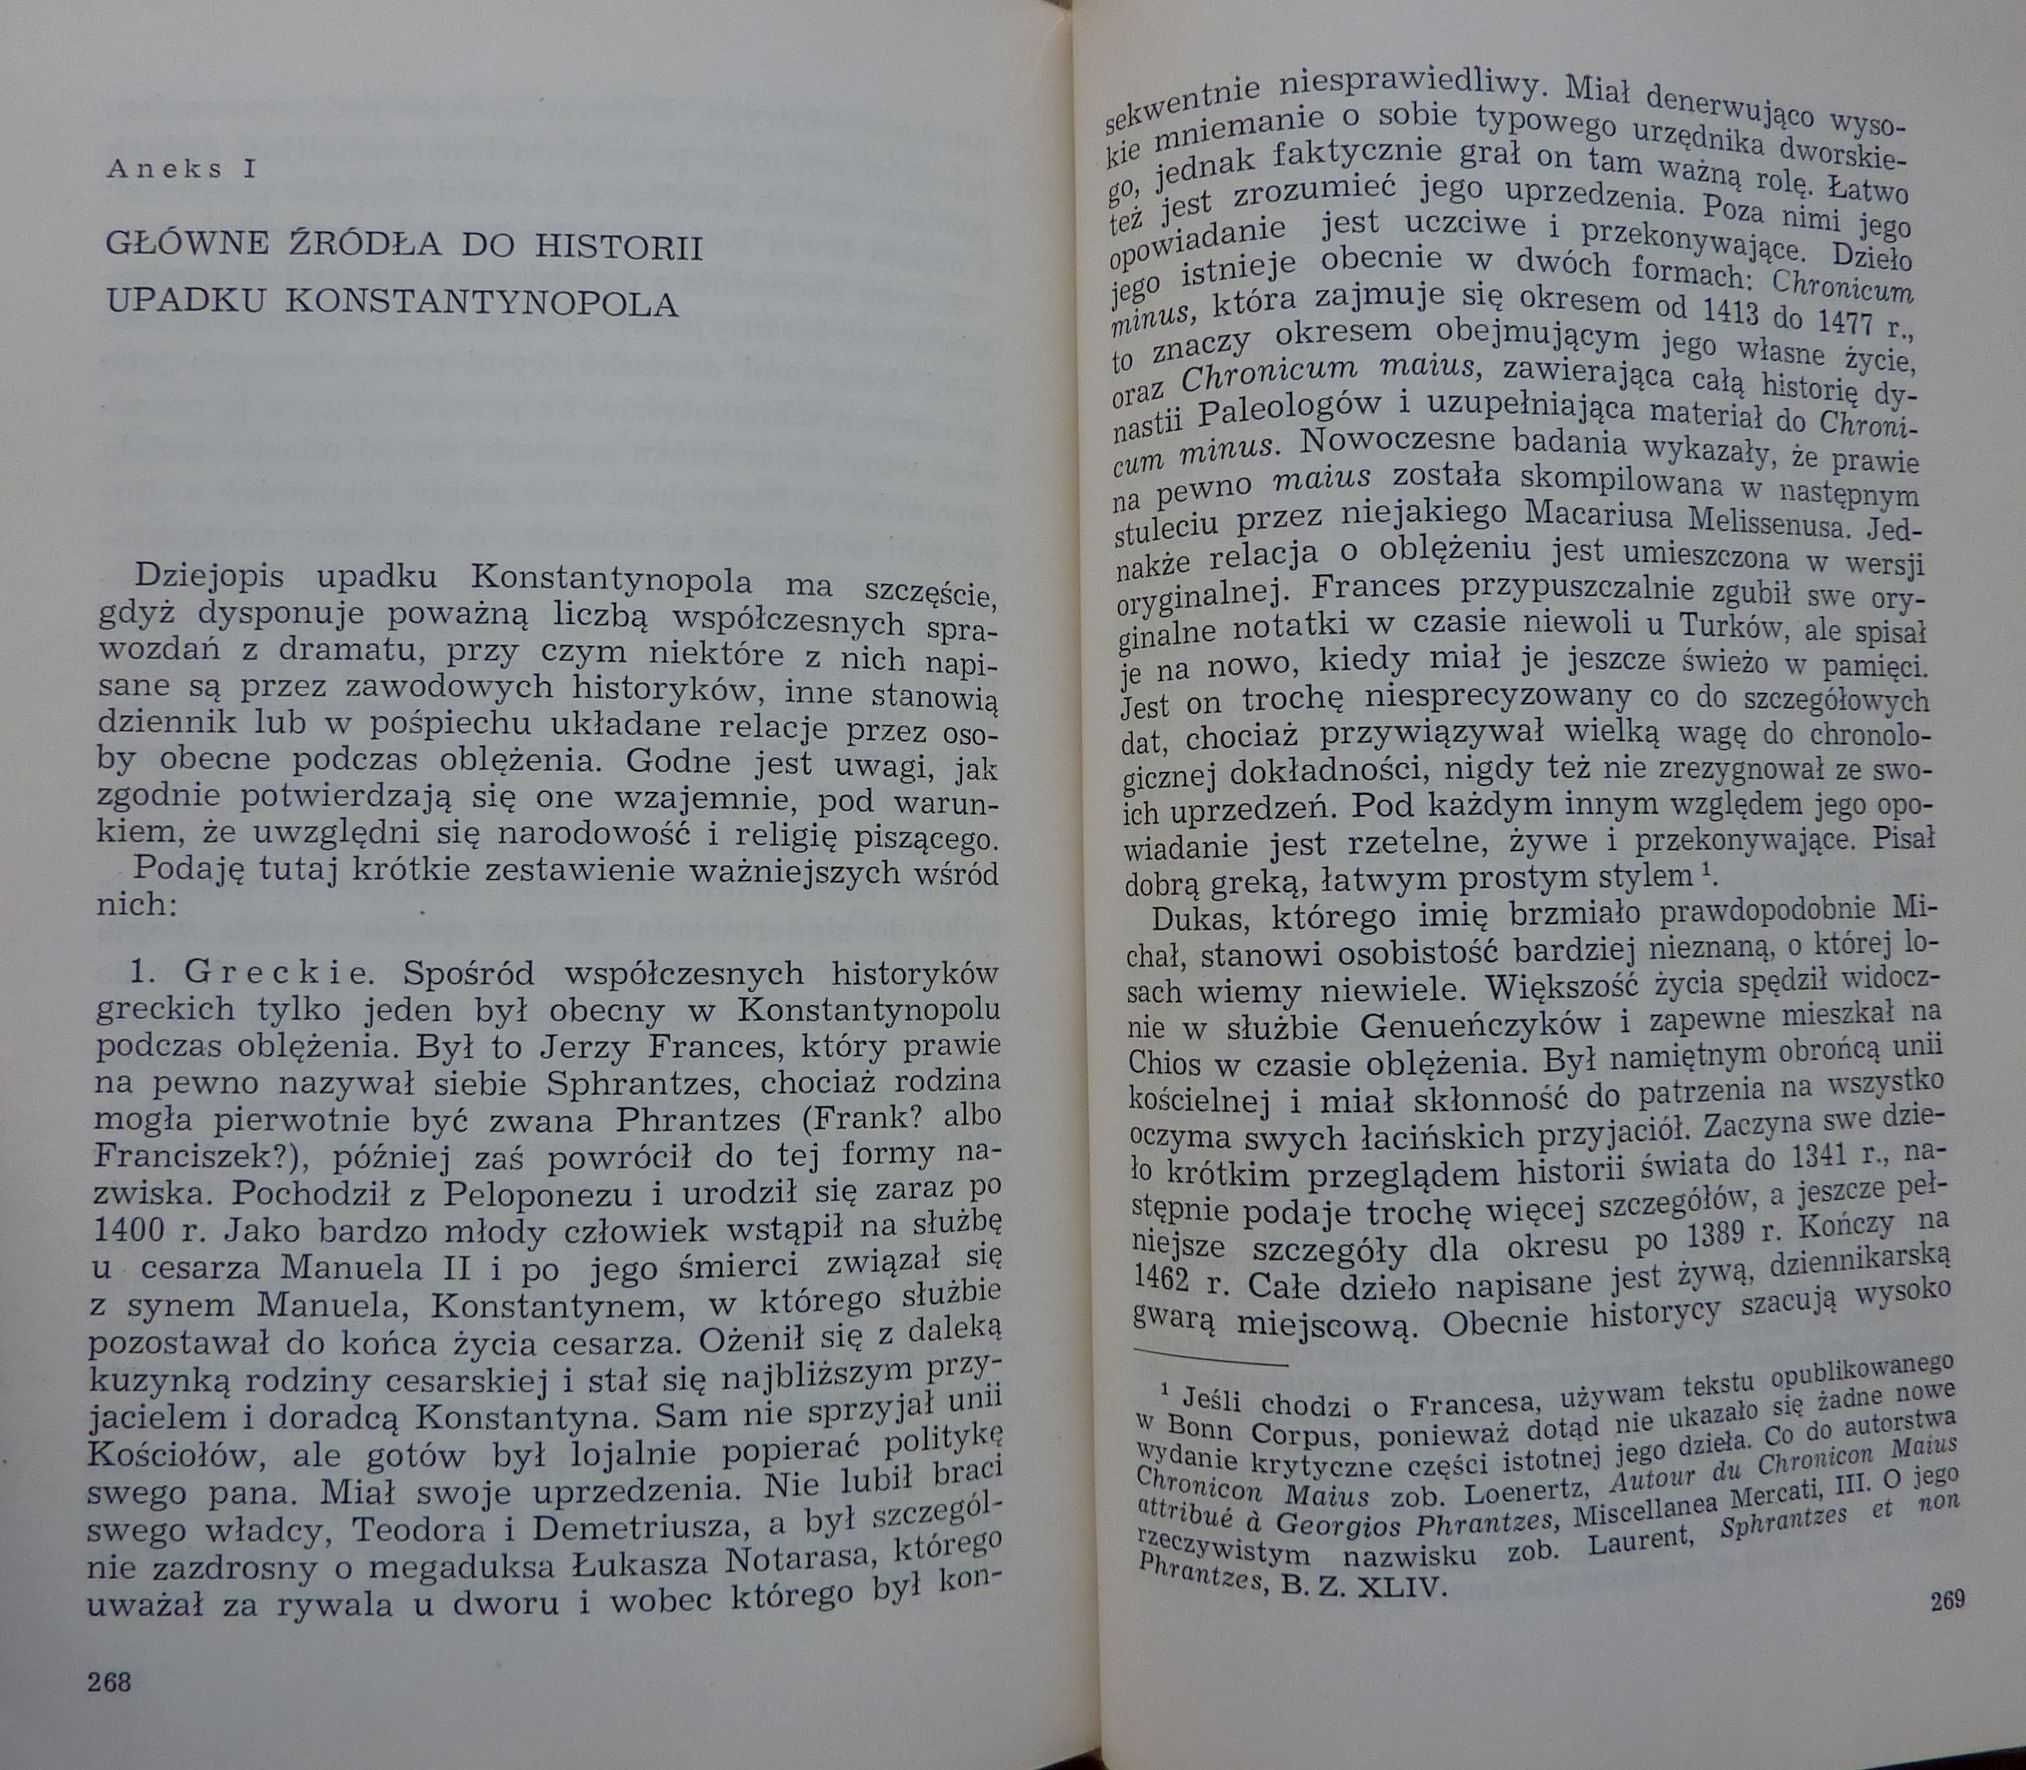 Aneks I
GŁÓWNE ŹRÓDŁA DO HISTORII
UPADKU KONSTANTYNOPOLA
Dziejopis upadku Konstantynopola ma szczęście,
gdyż dysponuje poważną liczbą współczesnych spra-
wozdań z dramatu, przy czym niektóre z nich napi-
sane są przez zawodowych historyków, inne stanowią
dziennik lub w pośpiechu układane relacje przez oso-
by obecne podczas oblężenia. Godne jest uwagi, jak
zgodnie potwierdzają się one wzajemnie, pod warun-
kiem, że uwzględni się narodowość i religię piszącego.
Podaję tutaj krótkie zestawienie ważniejszych wśród
nich:
1. Greckie. Spośród współczesnych historyków
greckich tylko jeden był obecny w Konstantynopolu
podczas oblężenia. Był to Jerzy Frances, który prawie
na pewno nazywał siebie Sphrantzes, chociaż rodzina
mogła pierwotnie być zwana Phrantzes (Frank? albo
Franciszek?), później zaś powrócił do tej formy na-
zwiska. Pochodził z Peloponezu i urodził się zaraz po
1400 r. Jako bardzo młody człowiek wstąpił na służbę
u cesarza Manuela II i po jego śmierci związał się
z synem Manuela, Konstantynem, w którego służbie
pozostawał do końca życia cesarza. Ożenił się z daleką
kuzynką rodziny cesarskiej i stał się najbliższym przy-
jacielem i doradcą Konstantyna. Sam nie sprzyjał unii
Kościołów, ale gotów był lojalnie popierać politykę
swego pana. Miał swoje uprzedzenia. Nie lubił braci
swego władcy, Teodora i Demetriusza, a był szczegól-
nie zazdrosny o megaduksa Łukasza Notarasa, którego
uważał za rywala u dworu i wobec którego był kon-
268
sekwentnie niesprawiedliwy. Miał denerwująco wyso-
kie mniemanie o sobie typowego urzędnika dworskie-
go, jednak faktycznie grał on tam ważną rolę. Łatwo
też jest zrozumieć jego uprzedzenia. Poza nimi jego
opowiadanie jest uczciwe i przekonywające. Dzieło
jego istnieje obecnie w dwóch formach: Chronicum
minus, która zajmuje się okresem od 1413 do 1477 r.,
to znaczy okresem obejmującym jego własne życie,
oraz Chronicum maius, zawierająca całą historię dy-
nastii Paleologów i uzupełniająca materiał do Chroni-
cum minus. Nowoczesne badania wykazały, że prawie
na pewno maius została skompilowana w następnym
stuleciu przez niejakiego Macariusa Melissenusa. Jed-
nakże relacja o oblężeniu jest umieszczona w wersji
oryginalnej. Frances przypuszczalnie zgubił swe ory-
ginalne notatki w czasie niewoli u Turków, ale spisał
je na nowo, kiedy miał je jeszcze świeżo w pamięci.
Jest on trochę niesprecyzowany co do szczegółowych
dat, chociaż przywiązywał wielką wagę do chronolo-
gicznej dokładności, nigdy też nie zrezygnował ze swo-
ich uprzedzeń. Pod każdym innym względem jego opo-
wiadanie jest rzetelne, żywe i przekonywające. Pisał
dobrą greką, łatwym prostym stylem ¹.
Dukas, którego imię brzmiało prawdopodobnie Mi-
chał, stanowi osobistość bardziej nieznaną, o której lo-
sach wiemy niewiele. Większość życia spędził widocz-
nie w służbie Genueńczyków i zapewne mieszkał na
Chios w czasie oblężenia. Był namiętnym obrońcą unii
kościelnej i miał skłonność do patrzenia na wszystko
oczyma swych łacińskich przyjaciół. Zaczyna swe dzie-
ło krótkim przeglądem historii świata do 1341 r., na-
stępnie podaje trochę więcej szczegółów, a jeszcze peł-
niejsze szczegóły dla okresu po 1389 r. Kończy na
1462 r. Całe dzieło napisane jest żywą, dziennikarską
gwarą miejscową. Obecnie historycy szacują wysoko
¹ Jeśli chodzi o Francesa, używam tekstu opublikowanego
w Bonn Corpus, ponieważ dotąd nie ukazało się żadne nowe
wydanie krytyczne części istotnej jego dzieła. Co do autorstwa
Chronicon Maius zob. Loenertz, Autour du Chronicon Maius
attribué à Georgios Phrantzes, Miscellanea Mercati, III. O jego
rzeczywistym nazwisku zob. Laurent, Sphrantzes et non
Phrantzes, B. Z. XLIV.
269